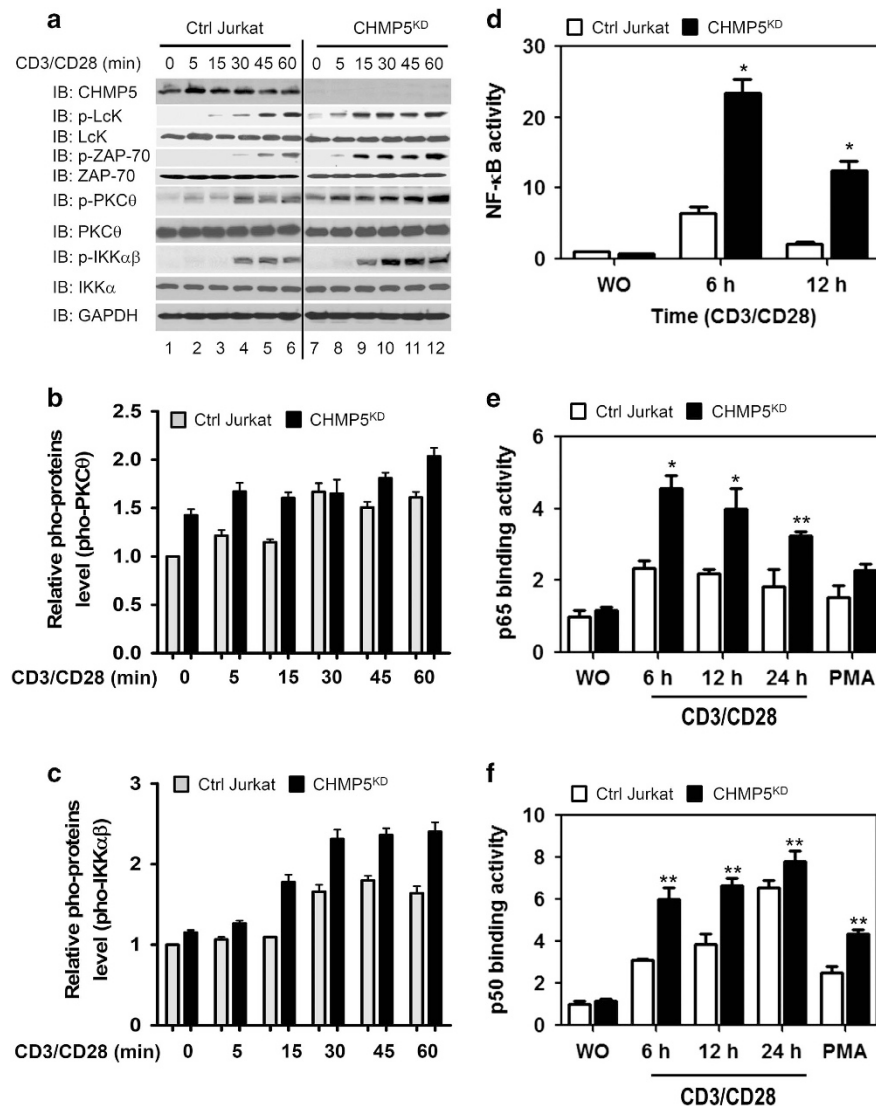 a
Ctrl Jurkat CHMP5KD
CD3/CD28 (min) 0 5 15 30 45 60 0 5 15 30 45 60
IB: CHMP5
IB: p-LcK
IB: LcK
IB: p-ZAP-70
IB: ZAP-70
IB: p-PKCθ
IB: PKCθ
IB: p-IKKαβ
IB: IKKα
IB: GAPDH
1 2 3 4 5 6 7 8 9 10 11 12
b
Ctrl Jurkat CHMP5KD
Relative pho-proteins
level (pho-PKCθ)
2.5
2.0
1.5
1.0
1.5
0.0
CD3/CD28 (min) 0 5 15 30 45 60
c
Ctrl Jurkat CHMP5KD
Relative pho-proteins
level (pho-IKKαβ)
3
2
1
0
CD3/CD28 (min) 0 5 15 30 45 60
d
Ctrl Jurkat CHMP5KD
NF-κB activity
30
20
10
0
*
*
WO 6 h 12 h
Time (CD3/CD28)
e
Ctrl Jurkat CHMP5KD
p65 binding activity
6
4
2
0
* * **
WO 6 h 12 h 24 h PMA
CD3/CD28
f
Ctrl Jurkat CHMP5KD
p50 binding activity
10
8
6
4
2
0
** ** ** **
WO 6 h 12 h 24 h PMA
CD3/CD28